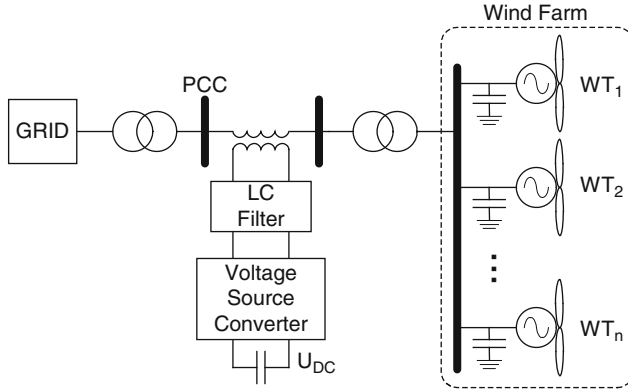 Wind Farm
PCC
WT1
GRID
LC
Filter
WT2
Voltage
Source
Converter
UDC
...
WTn